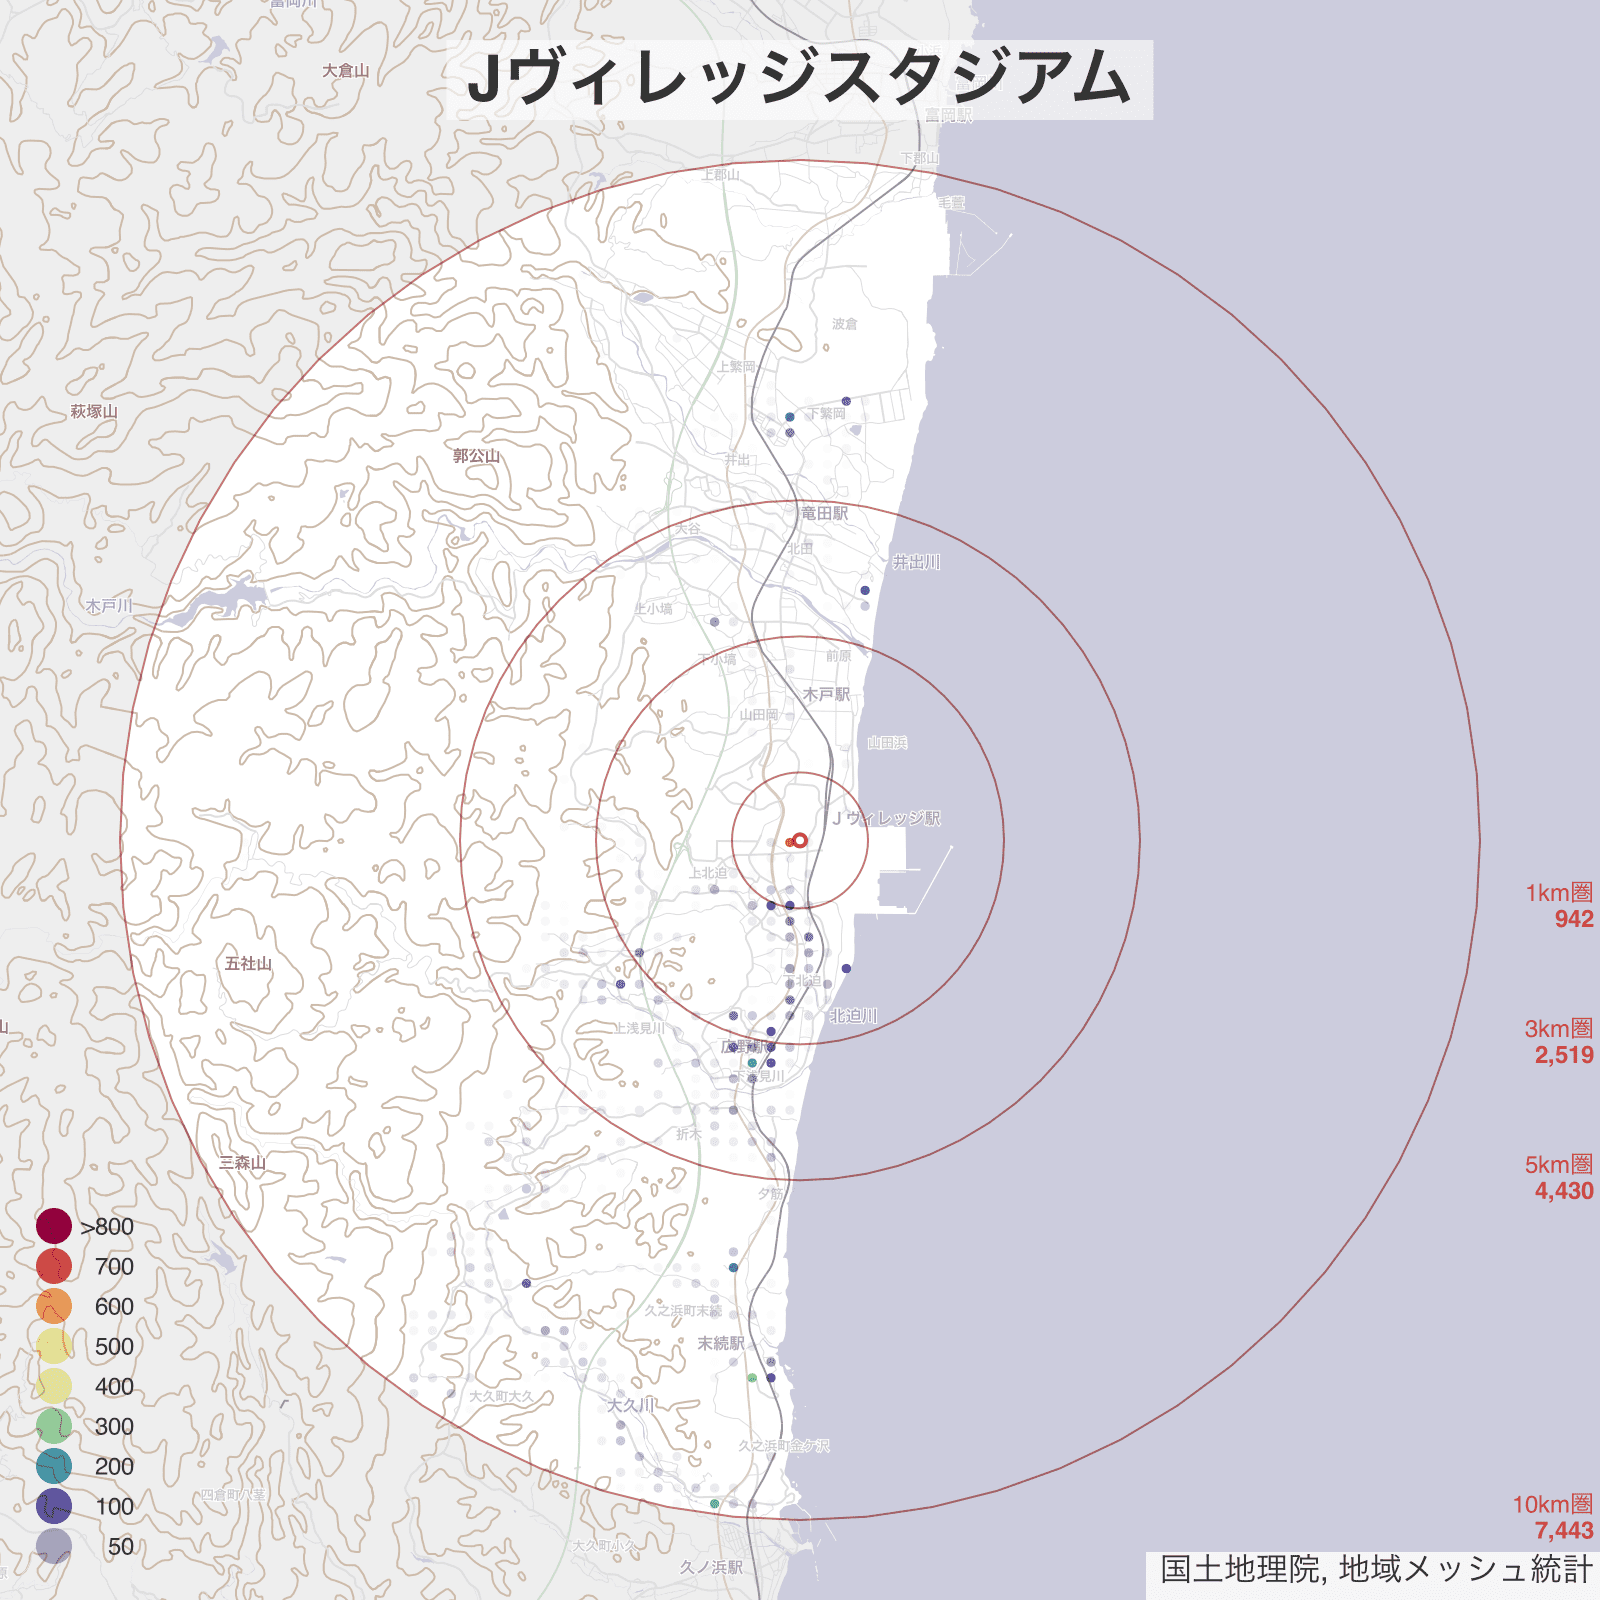 富岡川
大倉山
Jヴィレッジスタジアム
富岡駅
下郡山
上郡山
毛萱
波倉
上繁岡
萩塚山
下繁岡
郭公山
井出
竜田駅
大谷
北田
井出川
木戸川
上小塙
下小塙
前原
木戸駅
山田岡
山田浜
Jヴィレッジ駅
上北迫
1km圏
942
五社山
下北迫
北迫川
上浅見川
3km圏
広野駅
2,519
下浅見川
折木
三森山
5km圏
夕筋
4,430
>800
700
600
久之浜町末続
500
末続駅
400
大久町大久
大久川
300
久之浜町金ケ沢
200
四倉町八茎
100
10km圏
7,443
50
大久町小久
久ノ浜駅
国土地理院, 地域メッシュ統計